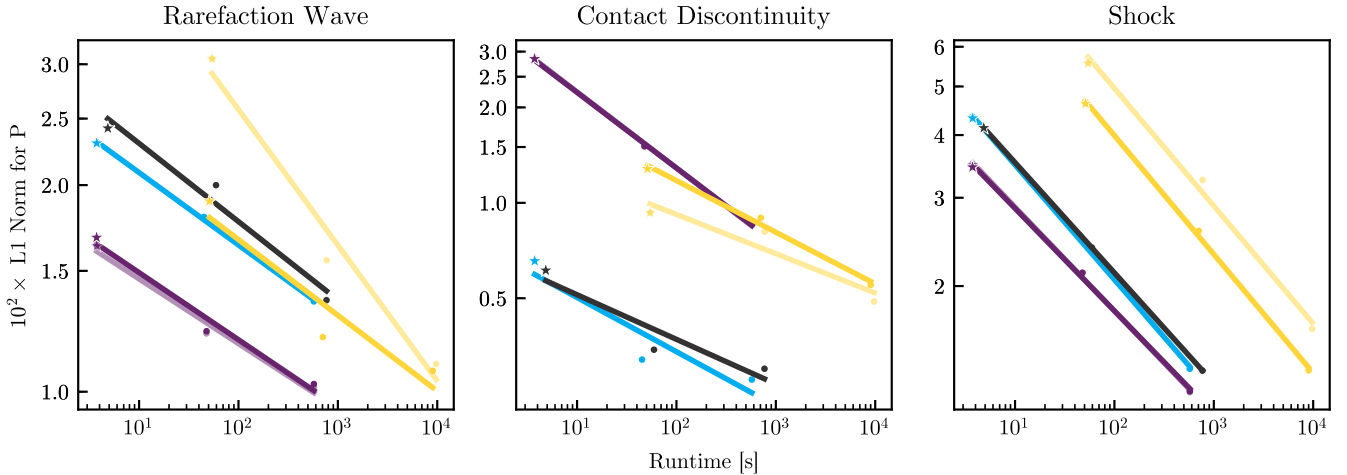 Rarefaction Wave
Contact Discontinuity
Shock
10² × L1 Norm for P
3.0
2.5
2.0
1.5
1.0
3.0
2.5
2.0
1.5
1.0
0.5
6
5
4
3
2
10¹ 10² 10³ 10⁴
10¹ 10² 10³ 10⁴
10¹ 10² 10³ 10⁴
Runtime [s]